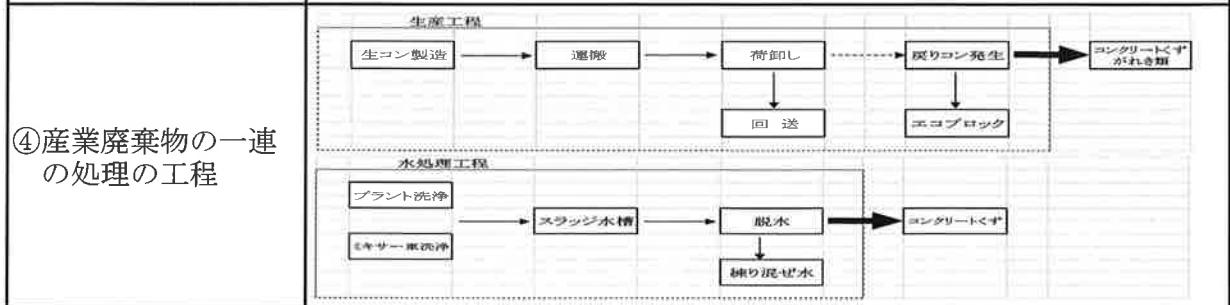 ④産業廃棄物の一連
の処理の工程
生産工程
生コン製造
運搬
荷卸し
戻りコン発生
コンクリートくず
がれき類
回 送
エコブロック
水処理工程
プラント洗浄
ミキサー車洗浄
スラッジ水槽
脱水
コンクリートくず
練り混ぜ水